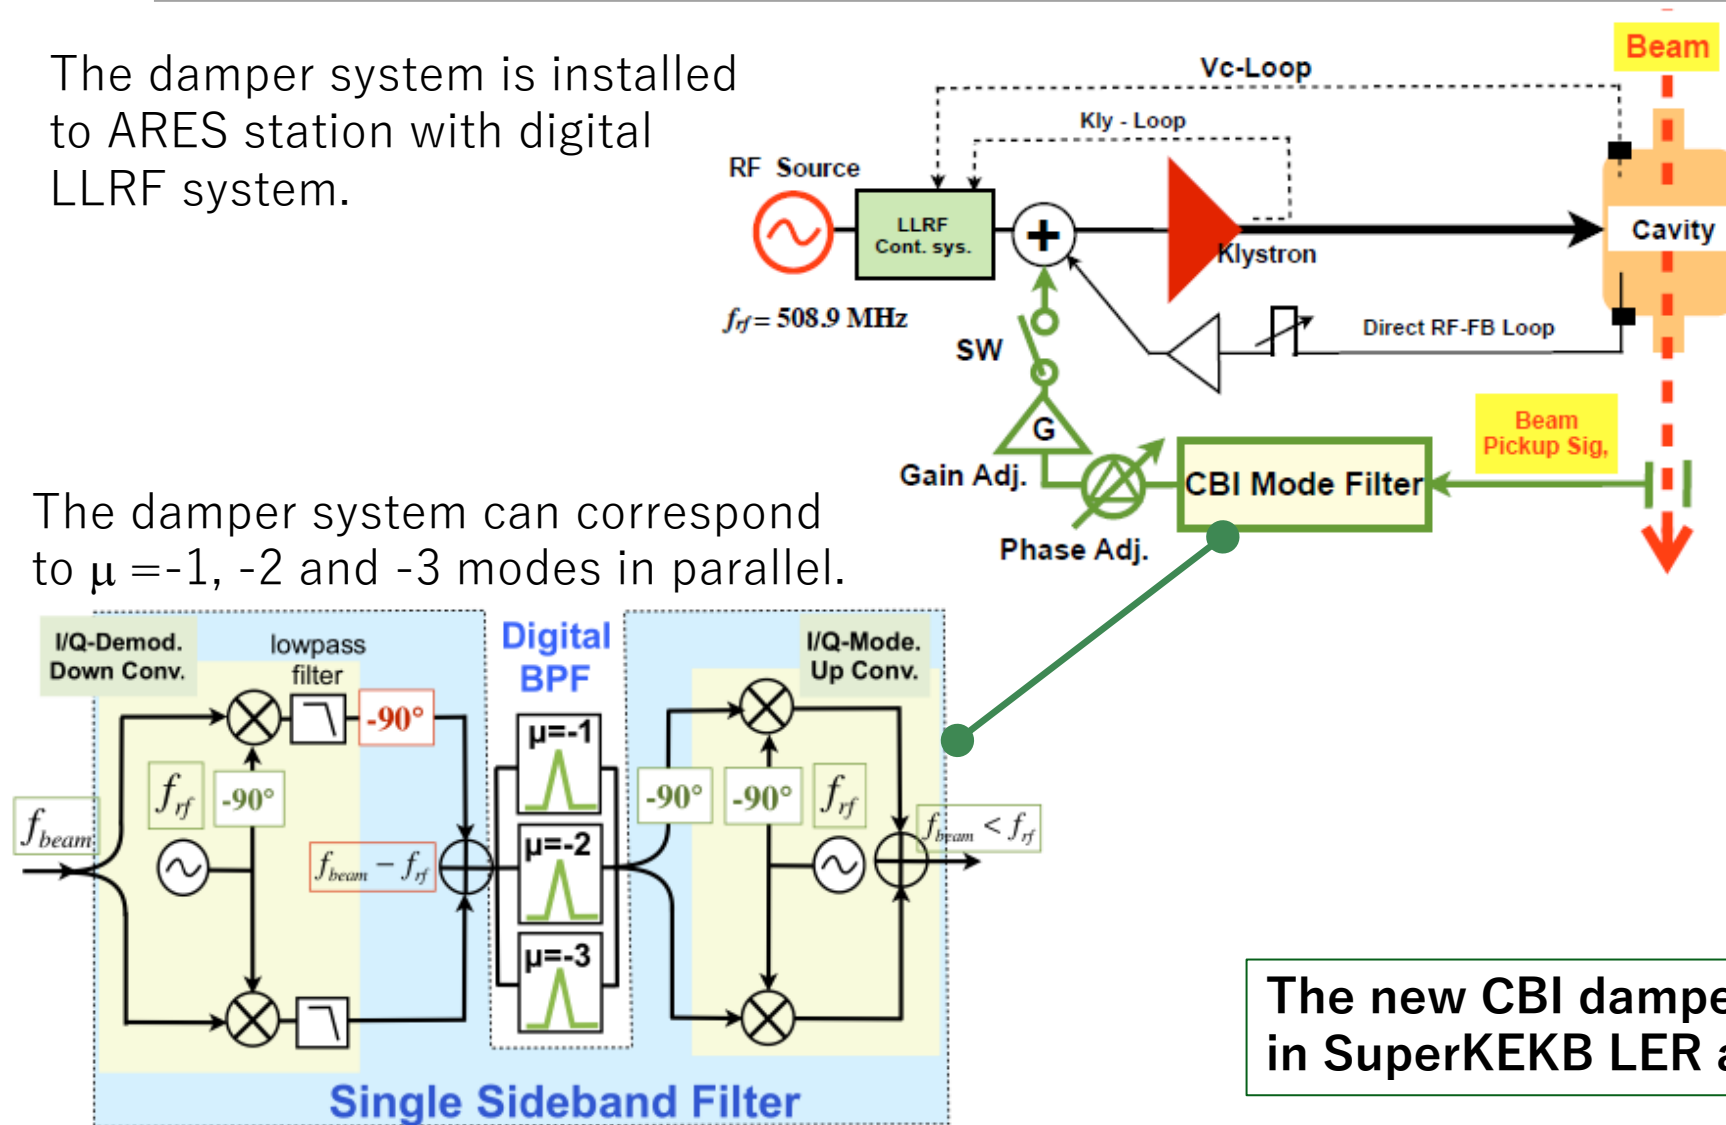 The damper system is installed
to ARES station with digital
LLRF system.
Beam
Vc-Loop
Kly - Loop
RF Source
LLRF
Cont. sys.
+
Klystron
Cavity
f_rf = 508.9 MHz
SW
Direct RF-FB Loop
G
Gain Adj.
Beam
Pickup Sig,
CBI Mode Filter
Phase Adj.
The damper system can correspond
to μ =-1, -2 and -3 modes in parallel.
I/Q-Demod.
Down Conv.
lowpass
filter
Digital
BPF
I/Q-Mode.
Up Conv.
-90°
μ=-1
f_rf
-90°
-90°
-90°
f_rf
f_beam
f_beam < f_rf
f_beam − f_rf
μ=-2
μ=-3
Single Sideband Filter
The new CBI dampe
in SuperKEKB LER a